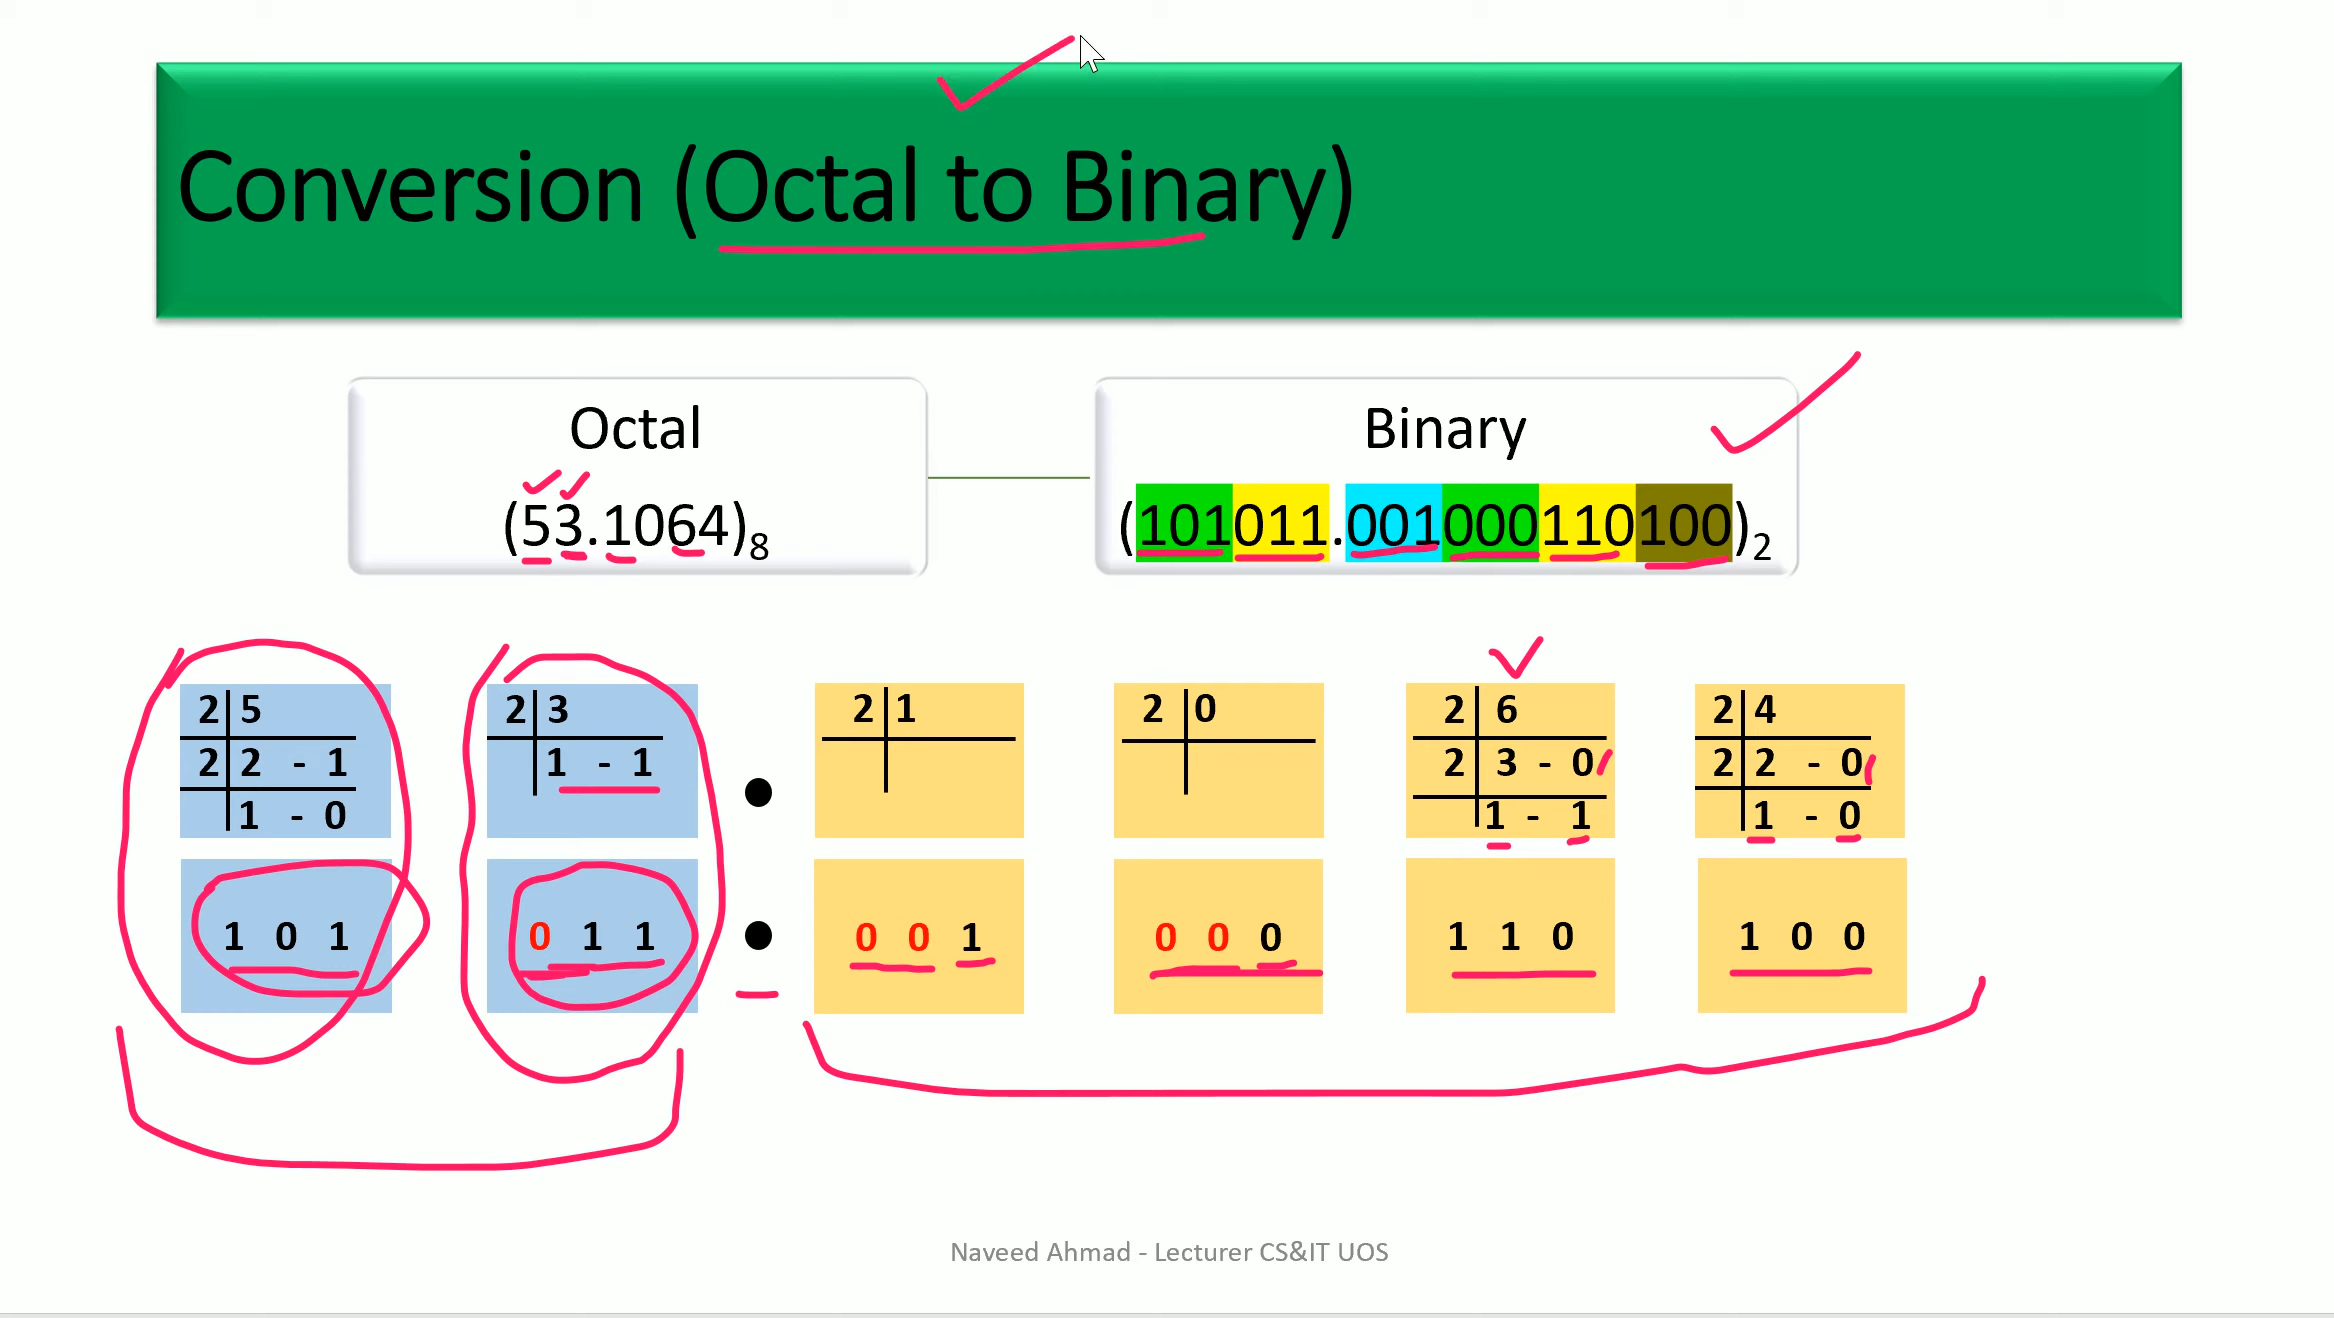 Conversion (Octal to Binary)
Octal
(53.1064)8
Binary
(101011.001000110100)2
2 5
2 2 - 1
1 - 0
2 3
1 - 1
2 1
2 0
2 6
2 3 - 0
1 - 1
2 4
2 2 - 0
1 - 0
1 0 1
0 1 1
0 0 1
0 0 0
1 1 0
1 0 0
Naveed Ahmad - Lecturer CS&IT UOS